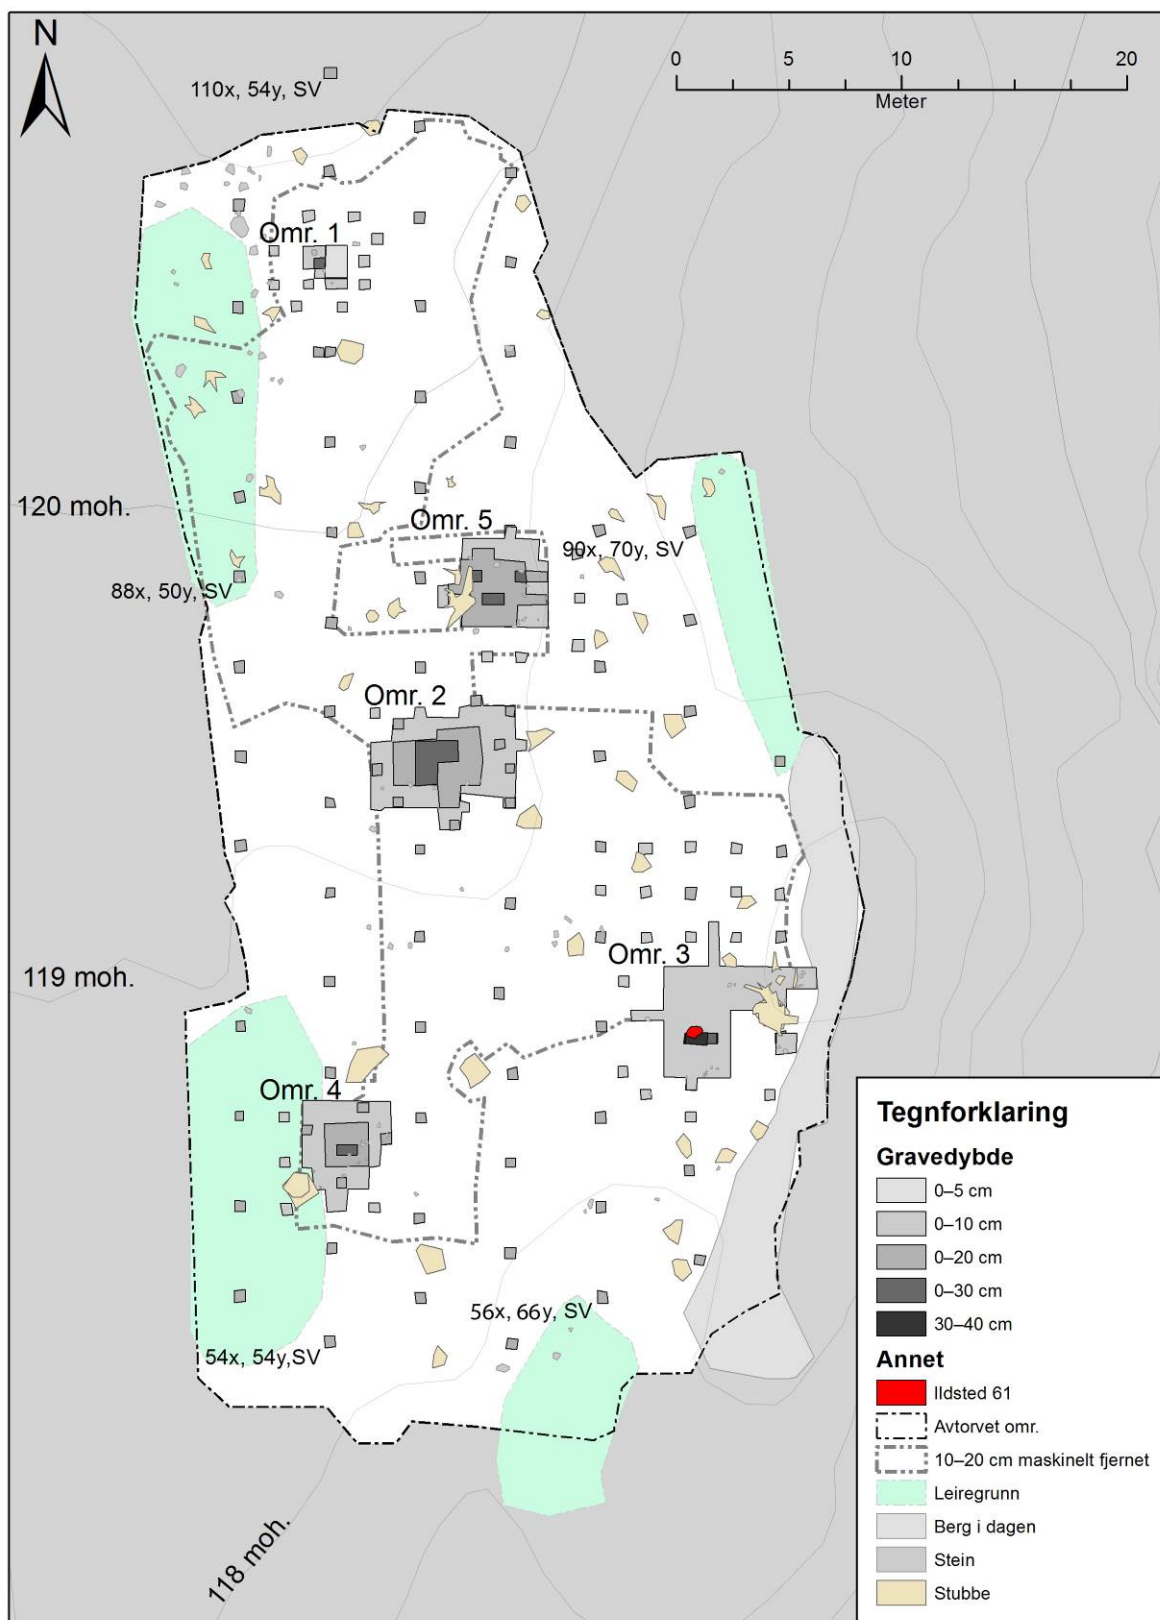 N
0 5 10 20
Meter
110x, 54y, SV
Omr. 1
120 moh.
Omr. 5
90x, 70y, SV
88x, 50y, SV
Omr. 2
Omr. 3
119 moh.
Omr. 4
56x, 66y, SV
54x, 54y,SV
118 moh.
Tegnforklaring
Gravedybde
0–5 cm
0–10 cm
0–20 cm
0–30 cm
30–40 cm
Annet
Ildsted 61
Avtorvet omr.
10–20 cm maskinelt fjernet
Leiregrunn
Berg i dagen
Stein
Stubbe